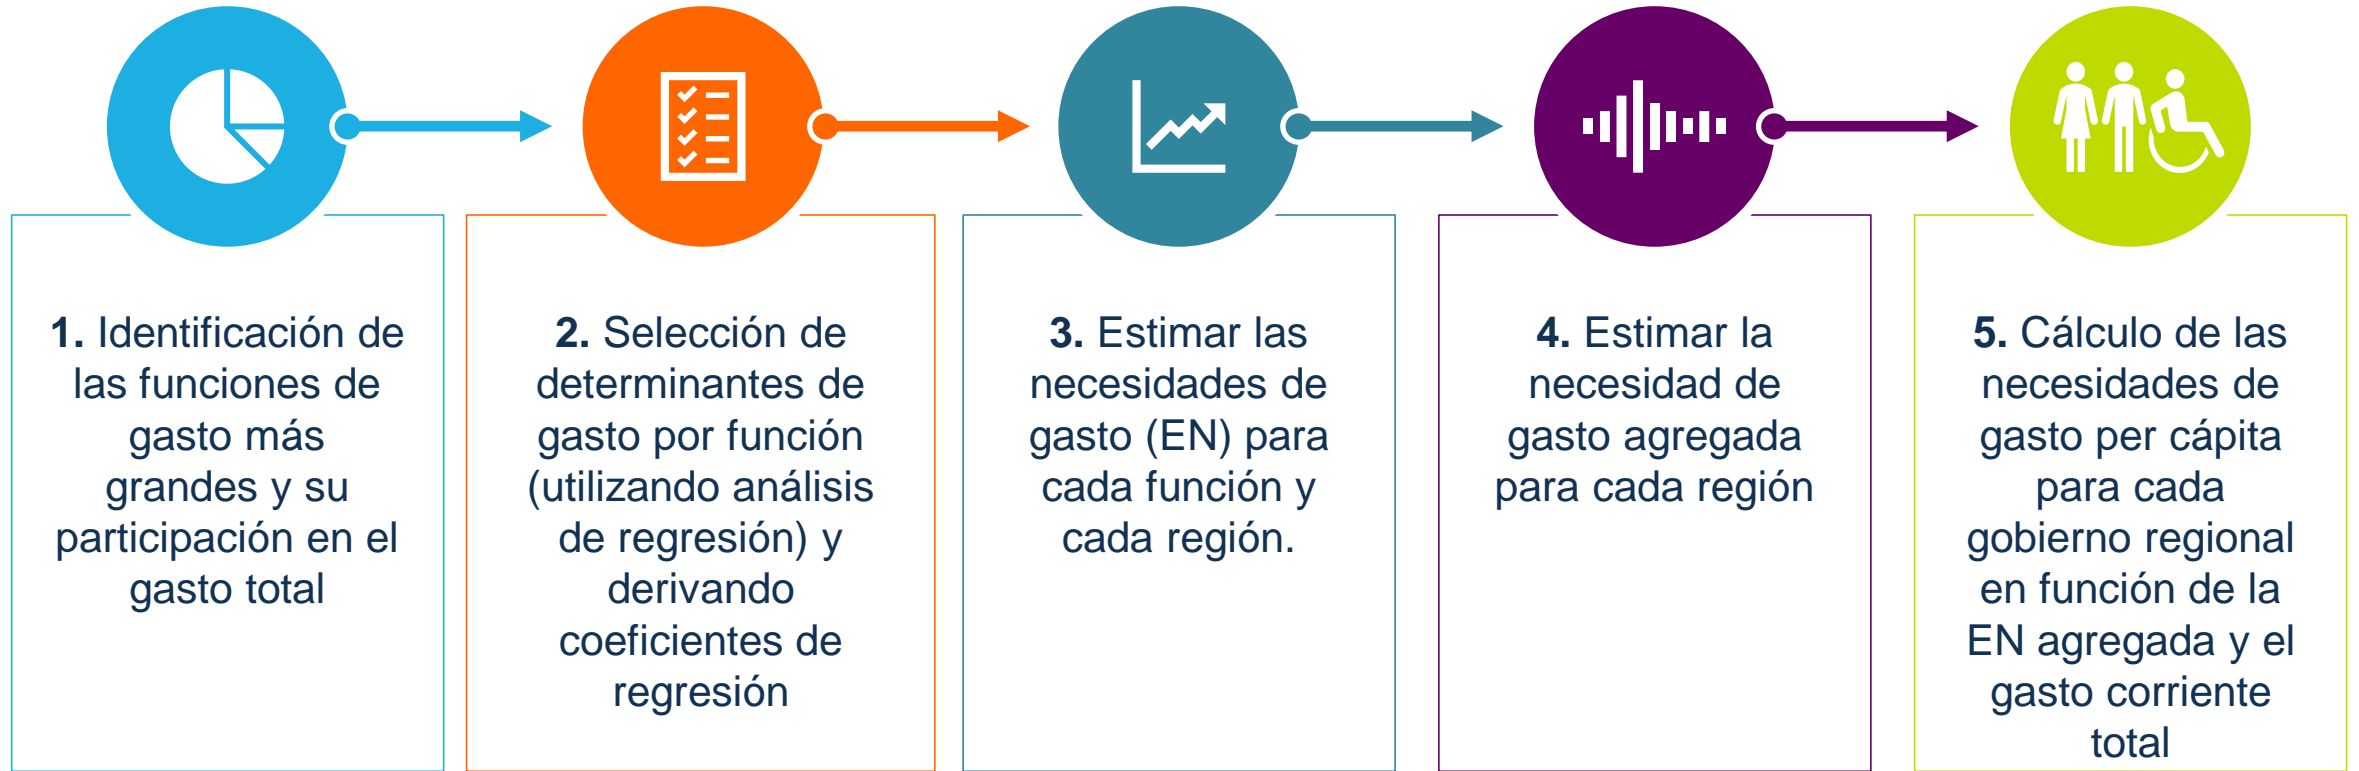 1. Identificación de
las funciones de
gasto más
grandes y su
participación en el
gasto total
2. Selección de
determinantes de
gasto por función
(utilizando análisis
de regresión) y
derivando
coeficientes de
regresión
3. Estimar las
necesidades de
gasto (EN) para
cada función y
cada región.
4. Estimar la
necesidad de
gasto agregada
para cada región
5. Cálculo de las
necesidades de
gasto per cápita
para cada
gobierno regional
en función de la
EN agregada y el
gasto corriente
total